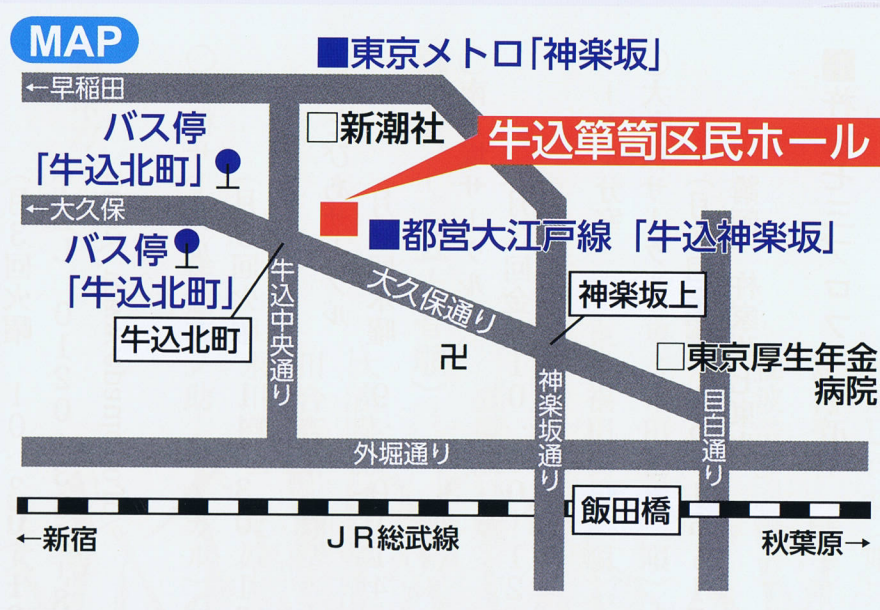 MAP
■東京メトロ「神楽坂」
←早稲田
□新潮社
バス停
「牛込北町」
牛込箪笥区民ホール
←大久保
■都営大江戸線「牛込神楽坂」
バス停
「牛込北町」
牛込中央通り
大久保通り
神楽坂上
牛込北町
卍
□東京厚生年金
病院
神楽坂通り
目白通り
外堀通り
飯田橋
←新宿
JR総武線
秋葉原→